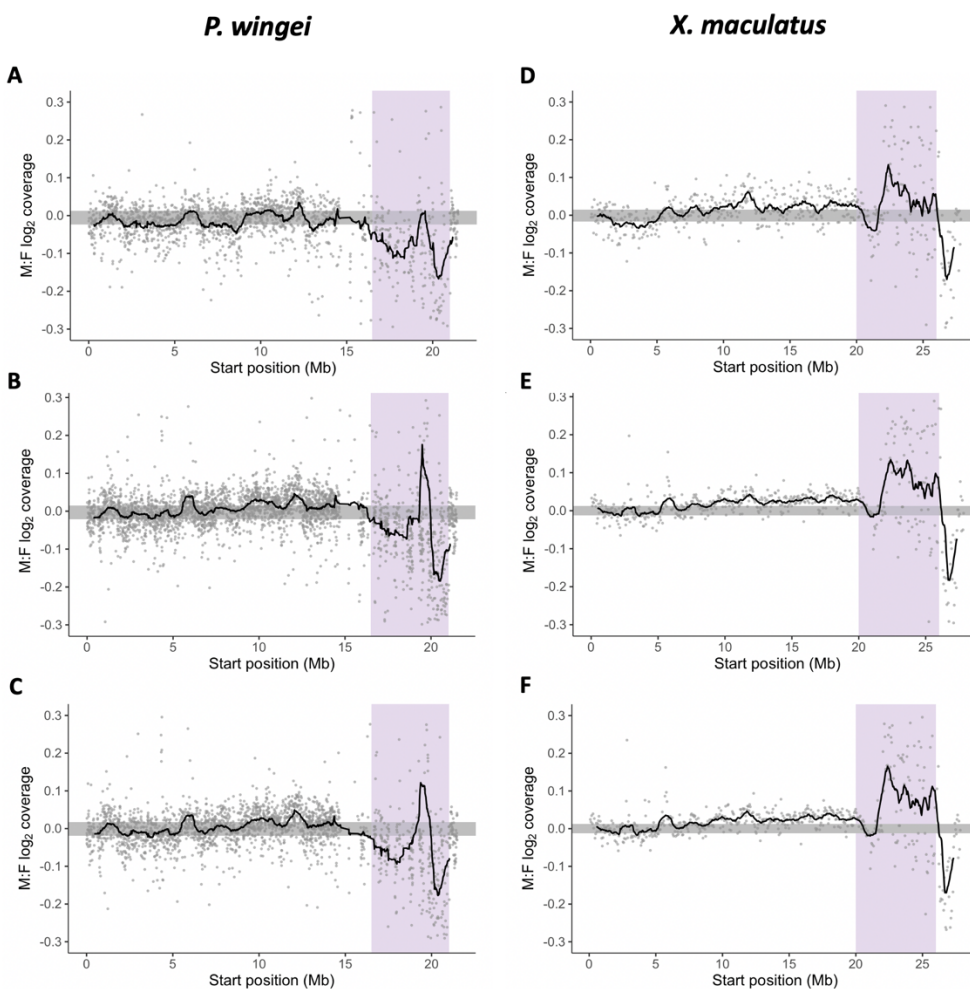 P. wingei
X. maculatus
A
M:F log2 coverage
0.3
0.2
0.1
0.0
-0.1
-0.2
-0.3
0 5 10 15 20
Start position (Mb)
D
M:F log2 coverage
0.3
0.2
0.1
0.0
-0.1
-0.2
-0.3
0 5 10 15 20 25
Start position (Mb)
B
M:F log2 coverage
0.3
0.2
0.1
0.0
-0.1
-0.2
-0.3
0 5 10 15 20
Start position (Mb)
E
M:F log2 coverage
0.3
0.2
0.1
0.0
-0.1
-0.2
-0.3
0 5 10 15 20 25
Start position (Mb)
C
M:F log2 coverage
0.3
0.2
0.1
0.0
-0.1
-0.2
-0.3
0 5 10 15 20
Start position (Mb)
F
M:F log2 coverage
0.3
0.2
0.1
0.0
-0.1
-0.2
-0.3
0 5 10 15 20 25
Start position (Mb)